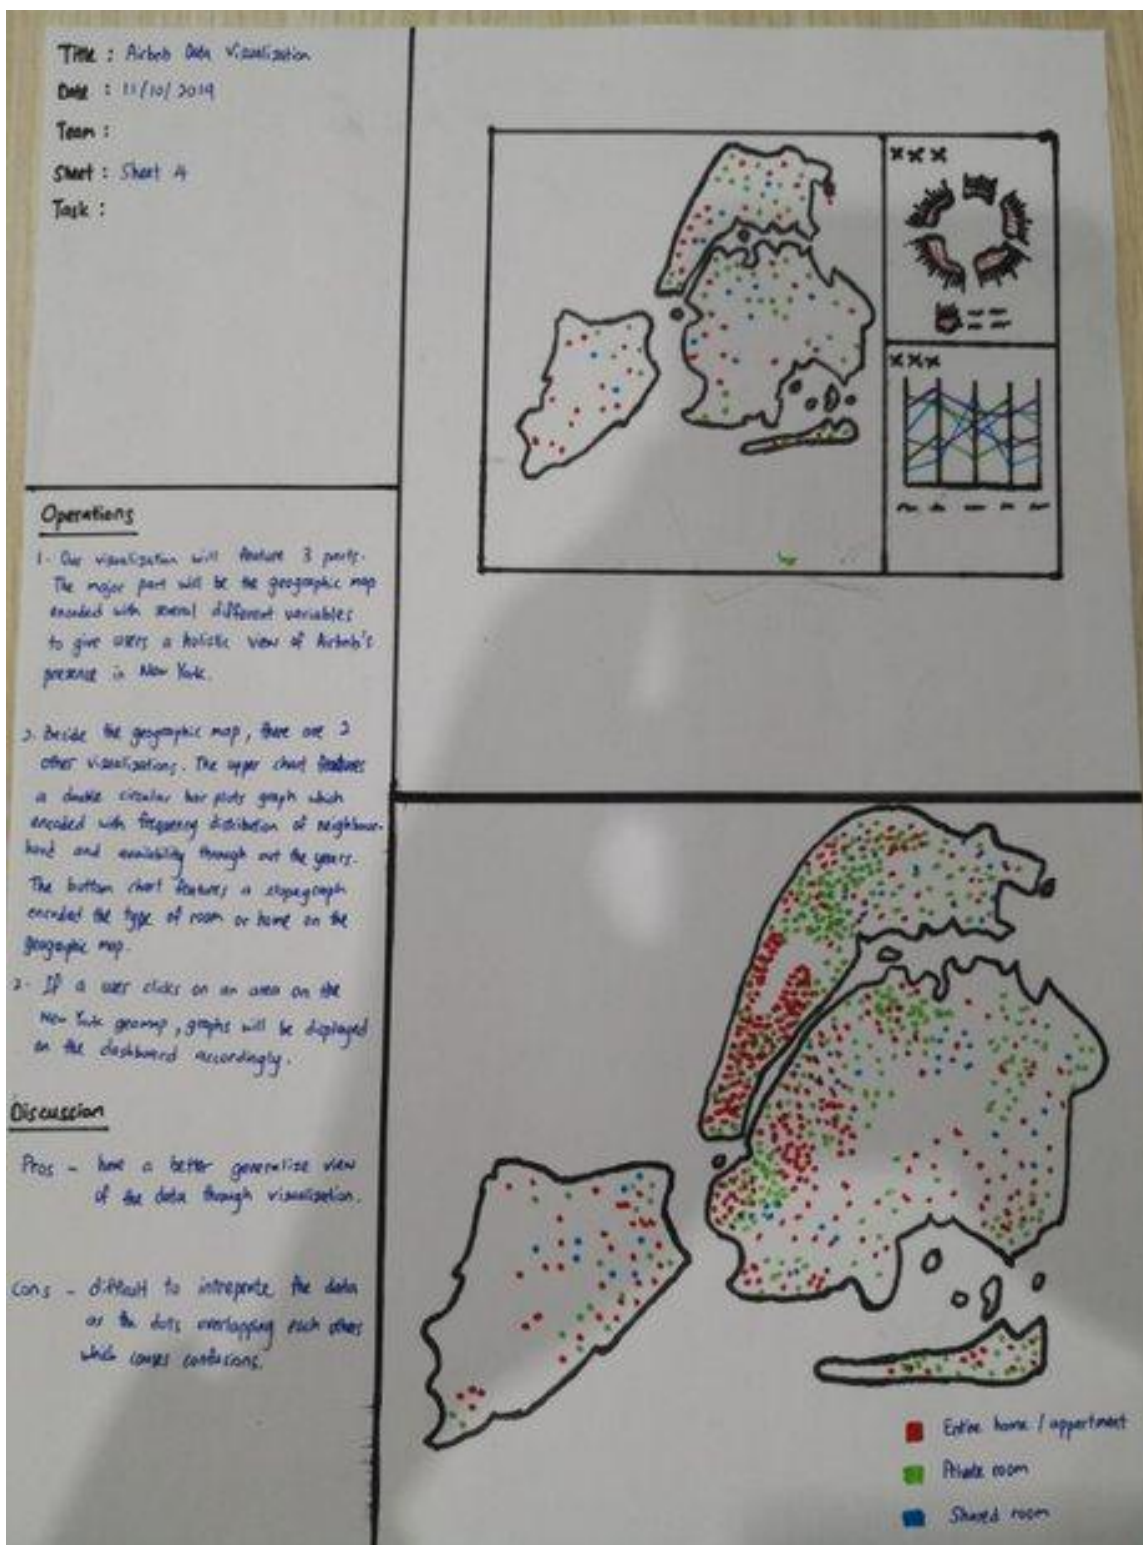 Title : Airbnb Data Visualization
Date : 11/10/2019
Team :
Sheet : Sheet 4
Task :
Operations
1. Our visualization will feature 3 parts.
The major part will be the geographic map
encoded with several different variables
to give users a holistic view of Airbnb's
presence in New York.
2. Beside the geographic map, there are 2
other visualizations. The upper chart features
a double circular bar plots graph which
encoded with frequency distribution of neighbour-
hood and availability through out the years.
The bottom chart features a slopegraph
encoded the type of room or home on the
geographic map.
If a user clicks on an area on the
New York geomap, graphs will be displayed
on the dashboard accordingly.
Discussion
Pros - have a better generalize view
of the data through visualization.
Cons - difficult to intreprete the data
as the dots overlapping each others
which causes confusions.
XXX
XXX
Entire home / appartment
Private room
Shared room